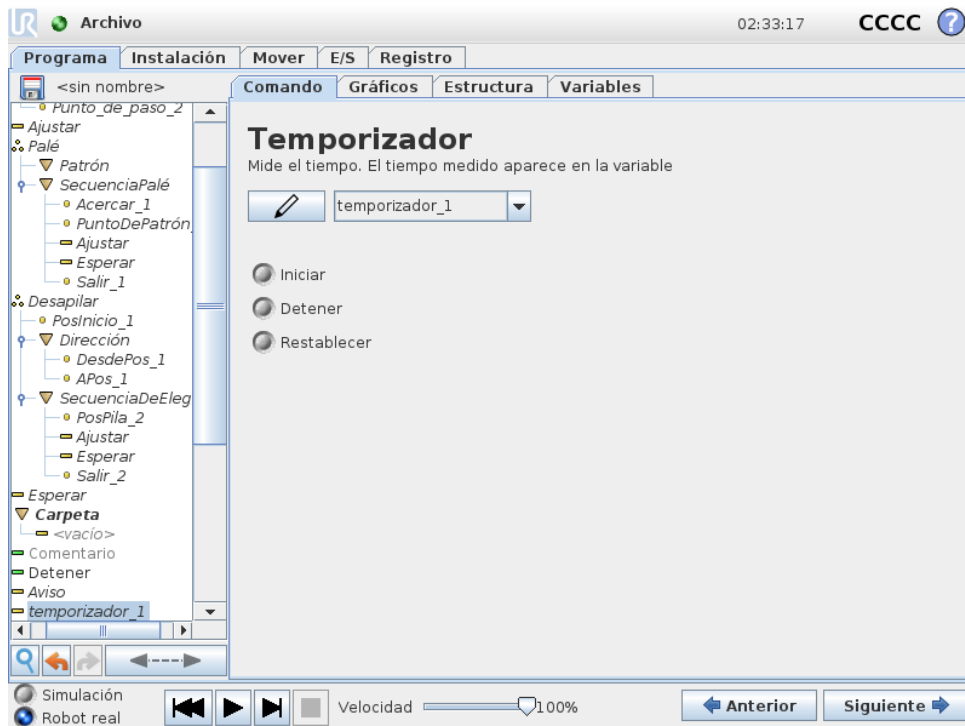 UR Archivo 02:33:17 CCCC ?
Programa Instalación Mover E/S Registro
<sin nombre> Comando Gráficos Estructura Variables
Punto_de_paso_2
Ajustar
Palé
Patrón
SecuenciaPalé
Acercar_1
PuntoDePatrón_
Ajustar
Esperar
Salir_1
Desapilar
PosInicio_1
Dirección
DesdePos_1
APos_1
SecuenciaDeEleg
PosPila_2
Ajustar
Esperar
Salir_2
Esperar
Carpeta
<vacío>
Comentario
Detener
Aviso
temporizador_1
Temporizador
Mide el tiempo. El tiempo medido aparece en la variable
temporizador_1
Iniciar
Detener
Restablecer
Simulación
Robot real
Velocidad 100%
Anterior Siguiente